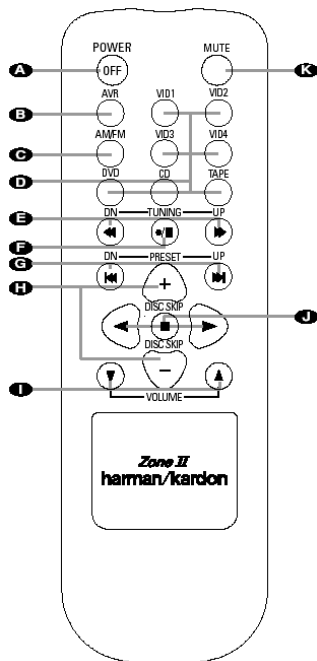 POWER MUTE
A OFF K
AVR VID1 VID2
B
AM/FM VID3 VID4
C
D DVD CD TAPE
E DN TUNING UP
F
G DN PRESET UP
H +
DISC SKIP
J
DISC SKIP
−
I VOLUME
Zone II
harman/kardon